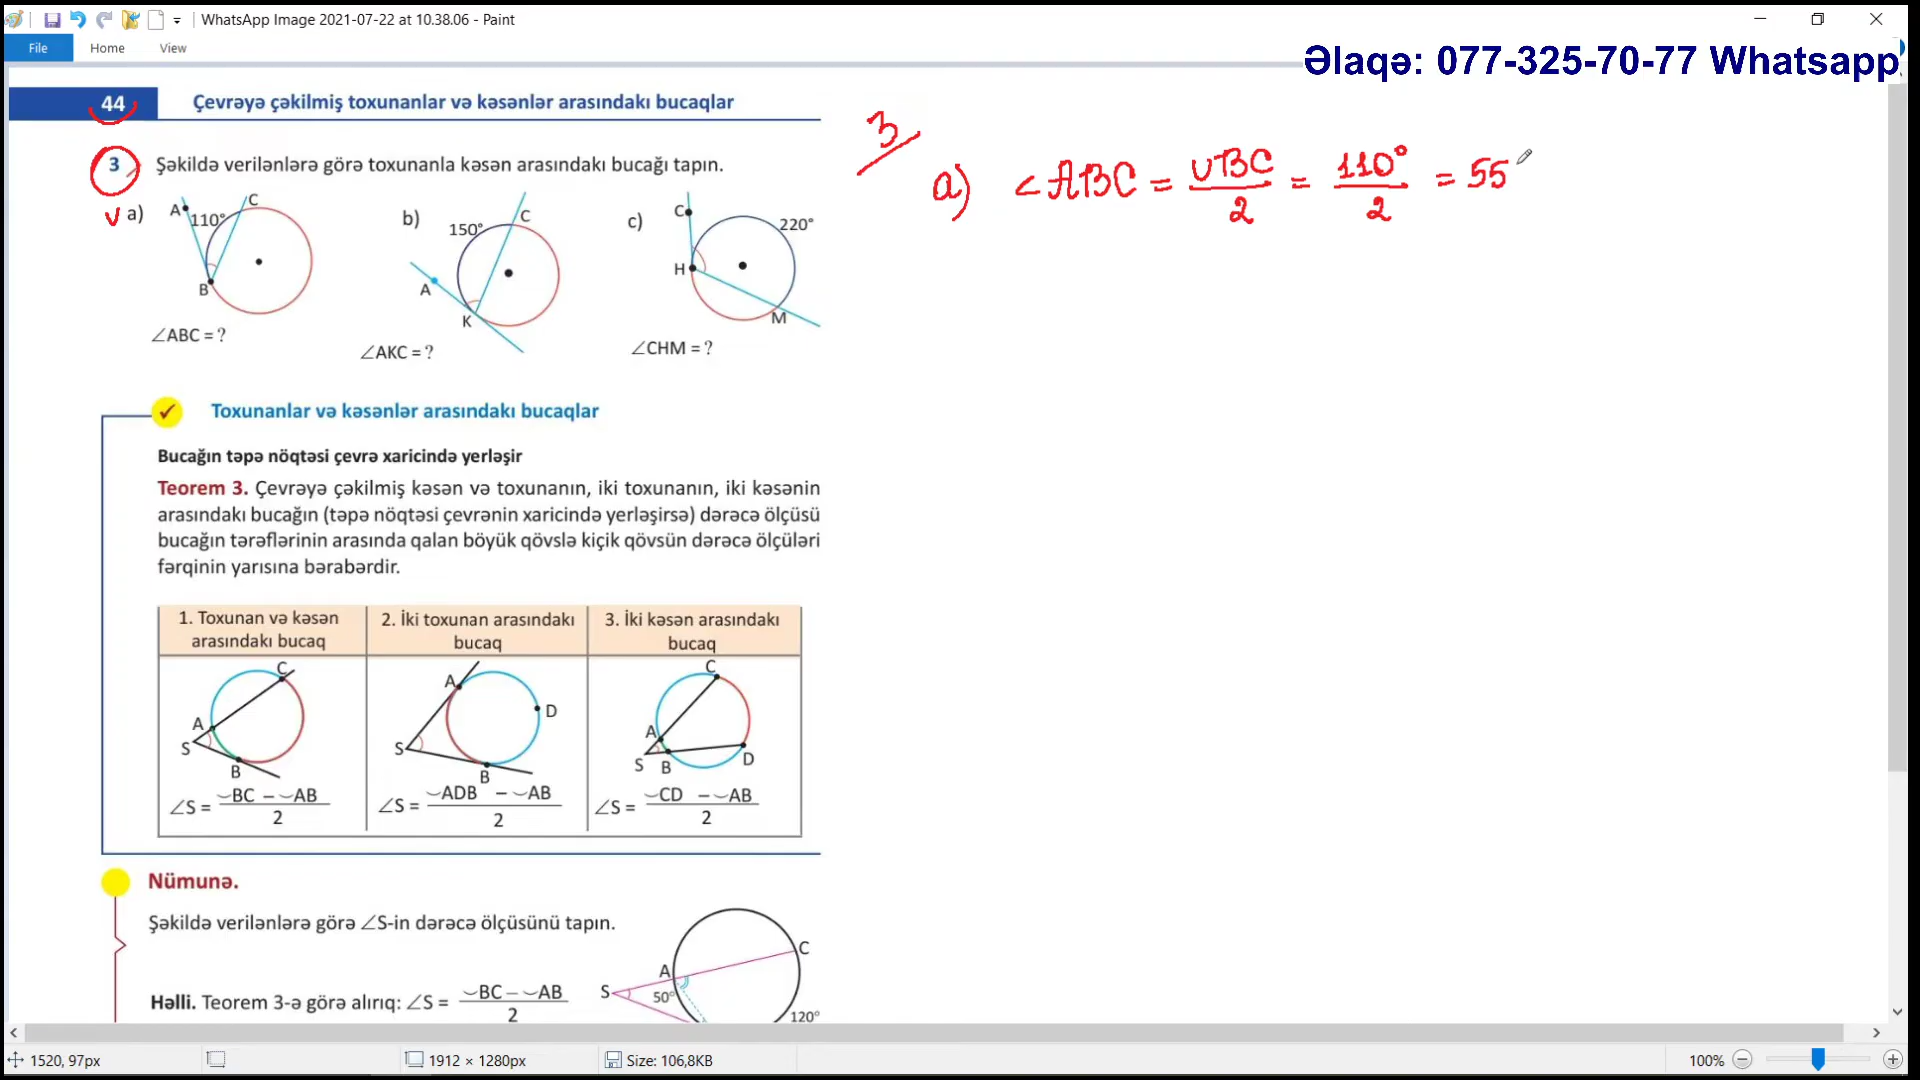 WhatsApp Image 2021-07-22 at 10.38.06 - Paint
File Home View
Əlaqə: 077-325-70-77 Whatsapp
44 Çevrəyə çəkilmiş toxunanlar və kəsənlər arasındakı bucaqlar
3 Şəkildə verilənlərə görə toxunanla kəsən arasındakı bucağı tapın.
a) A 110° C B
∠ABC = ?
b) 150° C A K
∠AKC = ?
c) C 220° H M
∠CHM = ?
3
a) ∠ABC = ∪BC / 2 = 110° / 2 = 55
Toxunanlar və kəsənlər arasındakı bucaqlar
Bucağın təpə nöqtəsi çevrə xaricində yerləşir
Teorem 3. Çevrəyə çəkilmiş kəsən və toxunanın, iki toxunanın, iki kəsənin
arasındakı bucağın (təpə nöqtəsi çevrənin xaricində yerləşirsə) dərəcə ölçüsü
bucağın tərəflərinin arasında qalan böyük qövslə kiçik qövsün dərəcə ölçüləri
fərqinin yarısına bərabərdir.
1. Toxunan və kəsən
arasındakı bucaq
2. İki toxunan arasındakı
bucaq
3. İki kəsən arasındakı
bucaq
C A S B
∠S = ⌣BC – ⌣AB / 2
A D S B
∠S = ⌣ADB – ⌣AB / 2
C A S B D
∠S = ⌣CD – ⌣AB / 2
Nümunə.
Şəkildə verilənlərə görə ∠S-in dərəcə ölçüsünü tapın.
Həlli. Teorem 3-ə görə alırıq: ∠S = ⌣BC – ⌣AB / 2
C A S 50° 120°
1520, 97px
1912 × 1280px
Size: 106,8KB
100%